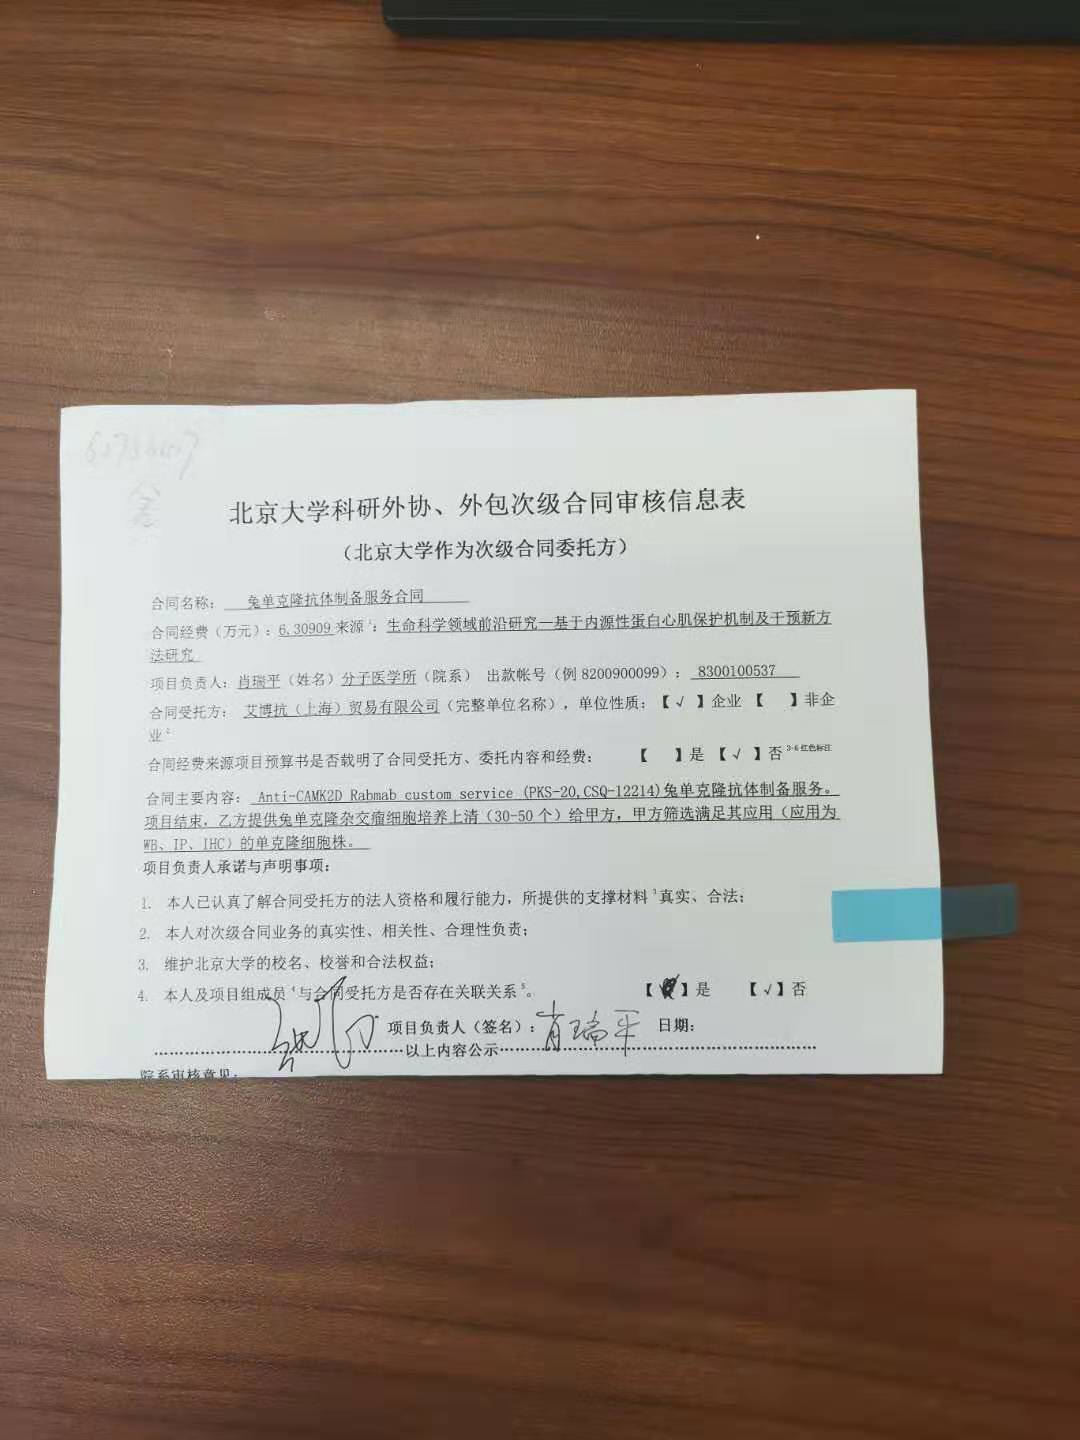 北京大学科研外协、外包次级合同审核信息表
（北京大学作为次级合同委托方）
合同名称： 兔单克隆抗体制备服务合同
合同经费（万元）：6.30909 来源¹：生命科学领域前沿研究—基于内源性蛋白心肌保护机制及干预新方
法研究
项目负责人：肖瑞平（姓名）分子医学所（院系） 出款帐号（例 8200900099）： 8300100537
合同受托方： 艾博抗（上海）贸易有限公司（完整单位名称），单位性质：【 √ 】企业 【 】非企
业²
合同经费来源项目预算书是否载明了合同受托方、委托内容和经费： 【 】是 【 √ 】否 3-6 红色标注
合同主要内容： Anti-CAMK2D Rabmab custom service (PKS-20,CSQ-12214)兔单克隆抗体制备服务。
项目结束，乙方提供兔单克隆杂交瘤细胞培养上清（30-50 个）给甲方，甲方筛选满足其应用（应用为
WB、IP、IHC）的单克隆细胞株。
项目负责人承诺与声明事项：
1. 本人已认真了解合同受托方的法人资格和履行能力，所提供的支撑材料³真实、合法；
2. 本人对次级合同业务的真实性、相关性、合理性负责；
3. 维护北京大学的校名、校誉和合法权益；
4. 本人及项目组成员⁴与合同受托方是否存在关联关系⁵。 【 】是 【 √ 】否
项目负责人（签名）：肖瑞平 日期：
以上内容公示
院系审核意见：